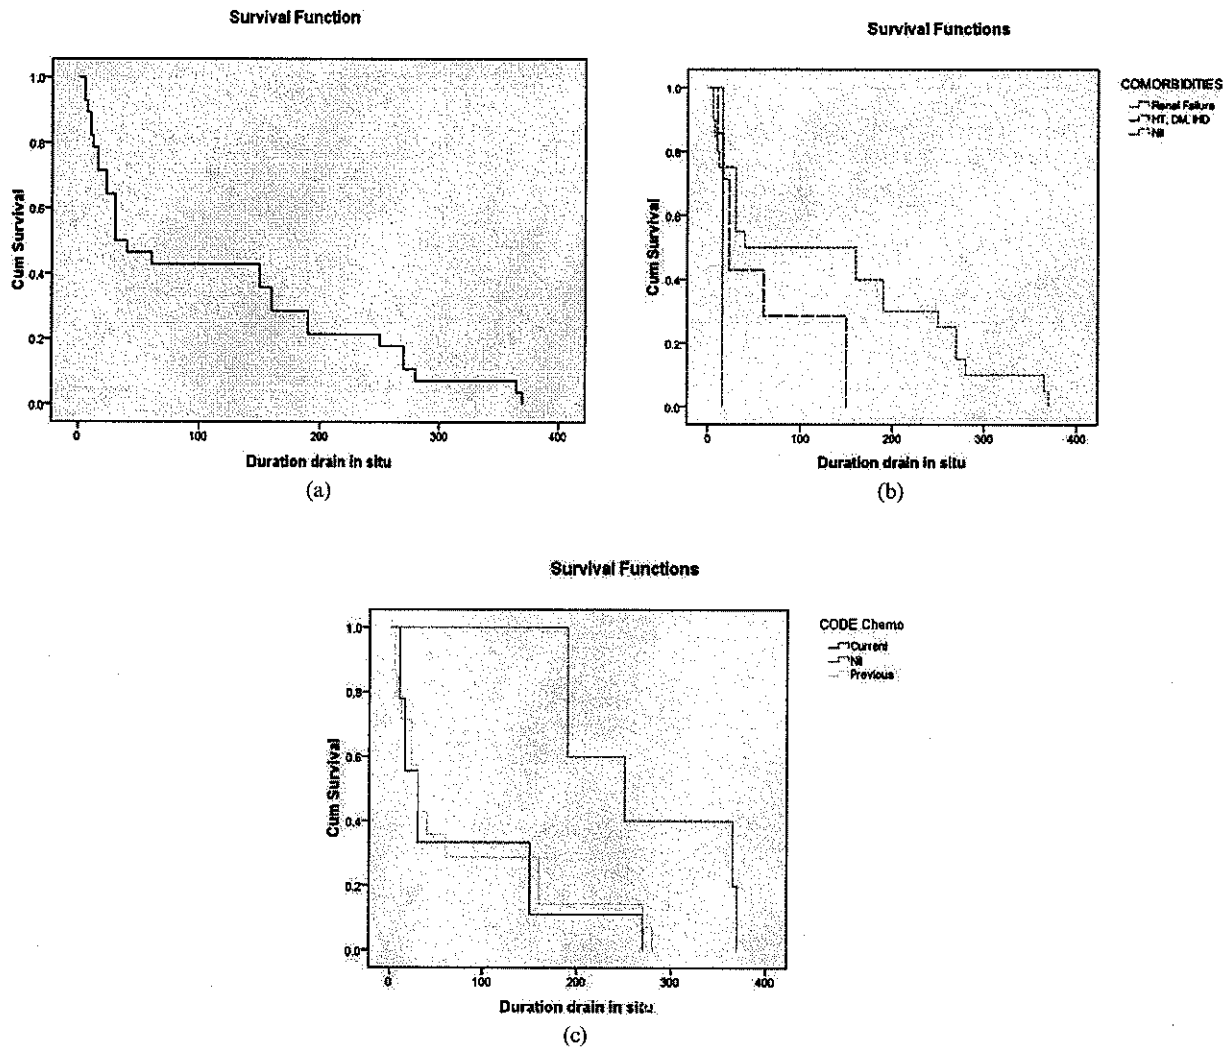 Survival Function
Cum Survival
1.0
0.8
0.6
0.4
0.2
0.0
0 100 200 300 400
Duration drain in situ
(a)
Survival Functions
Cum Survival
1.0
0.8
0.6
0.4
0.2
0.0
0 100 200 300 400
Duration drain in situ
(b)
COMORBIDITIES
Renal Failure
HT, DM, IHD
Nil
Survival Functions
Cum Survival
1.0
0.8
0.6
0.4
0.2
0.0
0 100 200 300 400
Duration drain in situ
(c)
CODE Chemo
Current
Nil
Previous